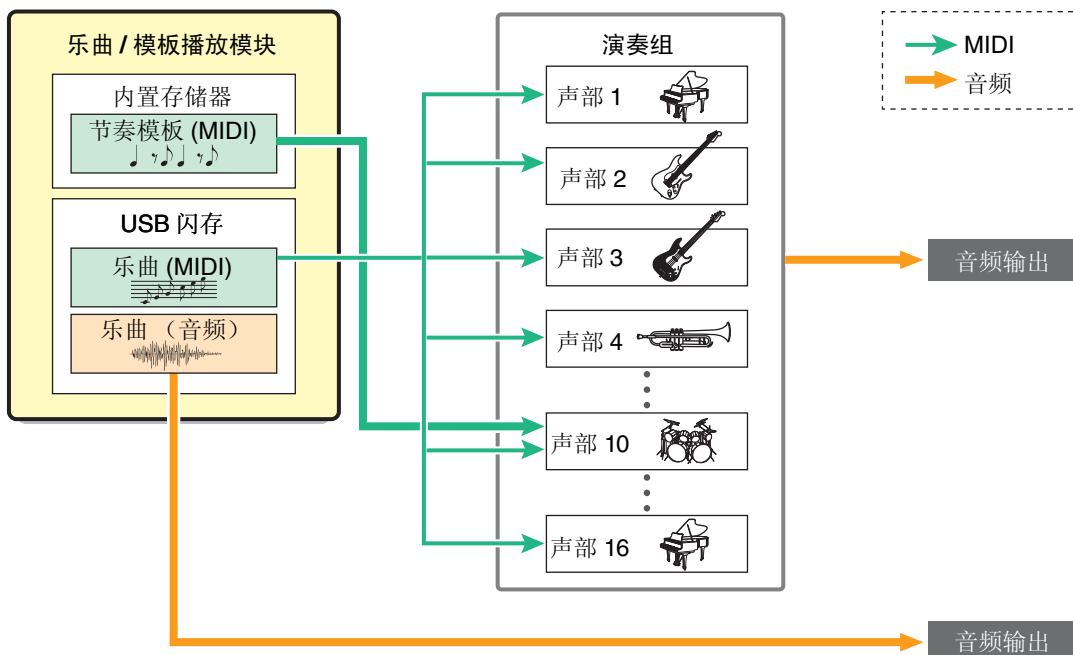 乐曲 / 模板播放模块
内置存储器
节奏模板 (MIDI)
USB 闪存
乐曲 (MIDI)
乐曲 （音频）
演奏组
声部 1
声部 2
声部 3
声部 4
声部 10
声部 16
MIDI
音频
音频输出
音频输出